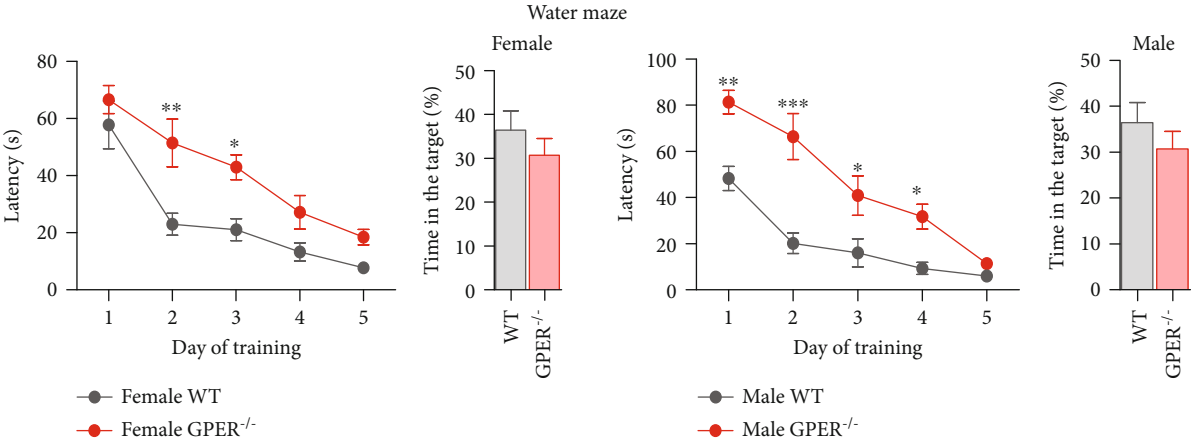 Water maze
80
60
40
20
0
Latency (s)
**
*
1 2 3 4 5
Day of training
Female WT
Female GPER-/-
Female
50
40
30
20
10
0
Time in the target (%)
WT
GPER-/-
100
80
60
40
20
0
Latency (s)
**
***
*
*
1 2 3 4 5
Day of training
Male WT
Male GPER-/-
Male
50
40
30
20
10
0
Time in the target (%)
WT
GPER-/-